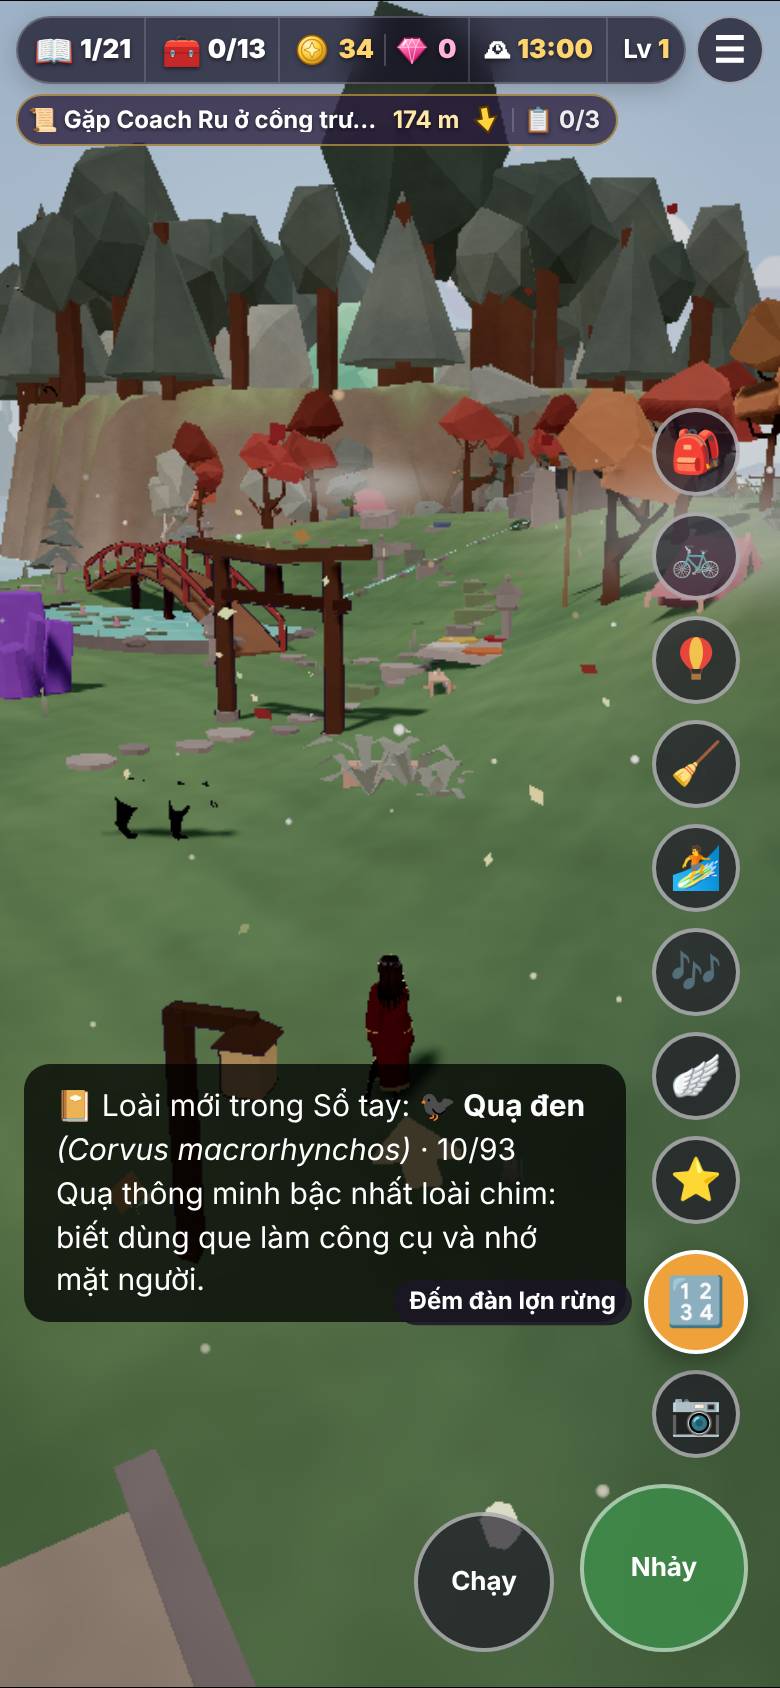 1/21 0/13 34 0 13:00 Lv 1
Gặp Coach Ru ở cổng trư... 174 m 0/3
Loài mới trong Sổ tay: Quạ đen
(Corvus macrorhynchos) · 10/93
Quạ thông minh bậc nhất loài chim:
biết dùng que làm công cụ và nhớ
mặt người.
Đếm đàn lợn rừng
1 2
3 4
Chạy
Nhảy